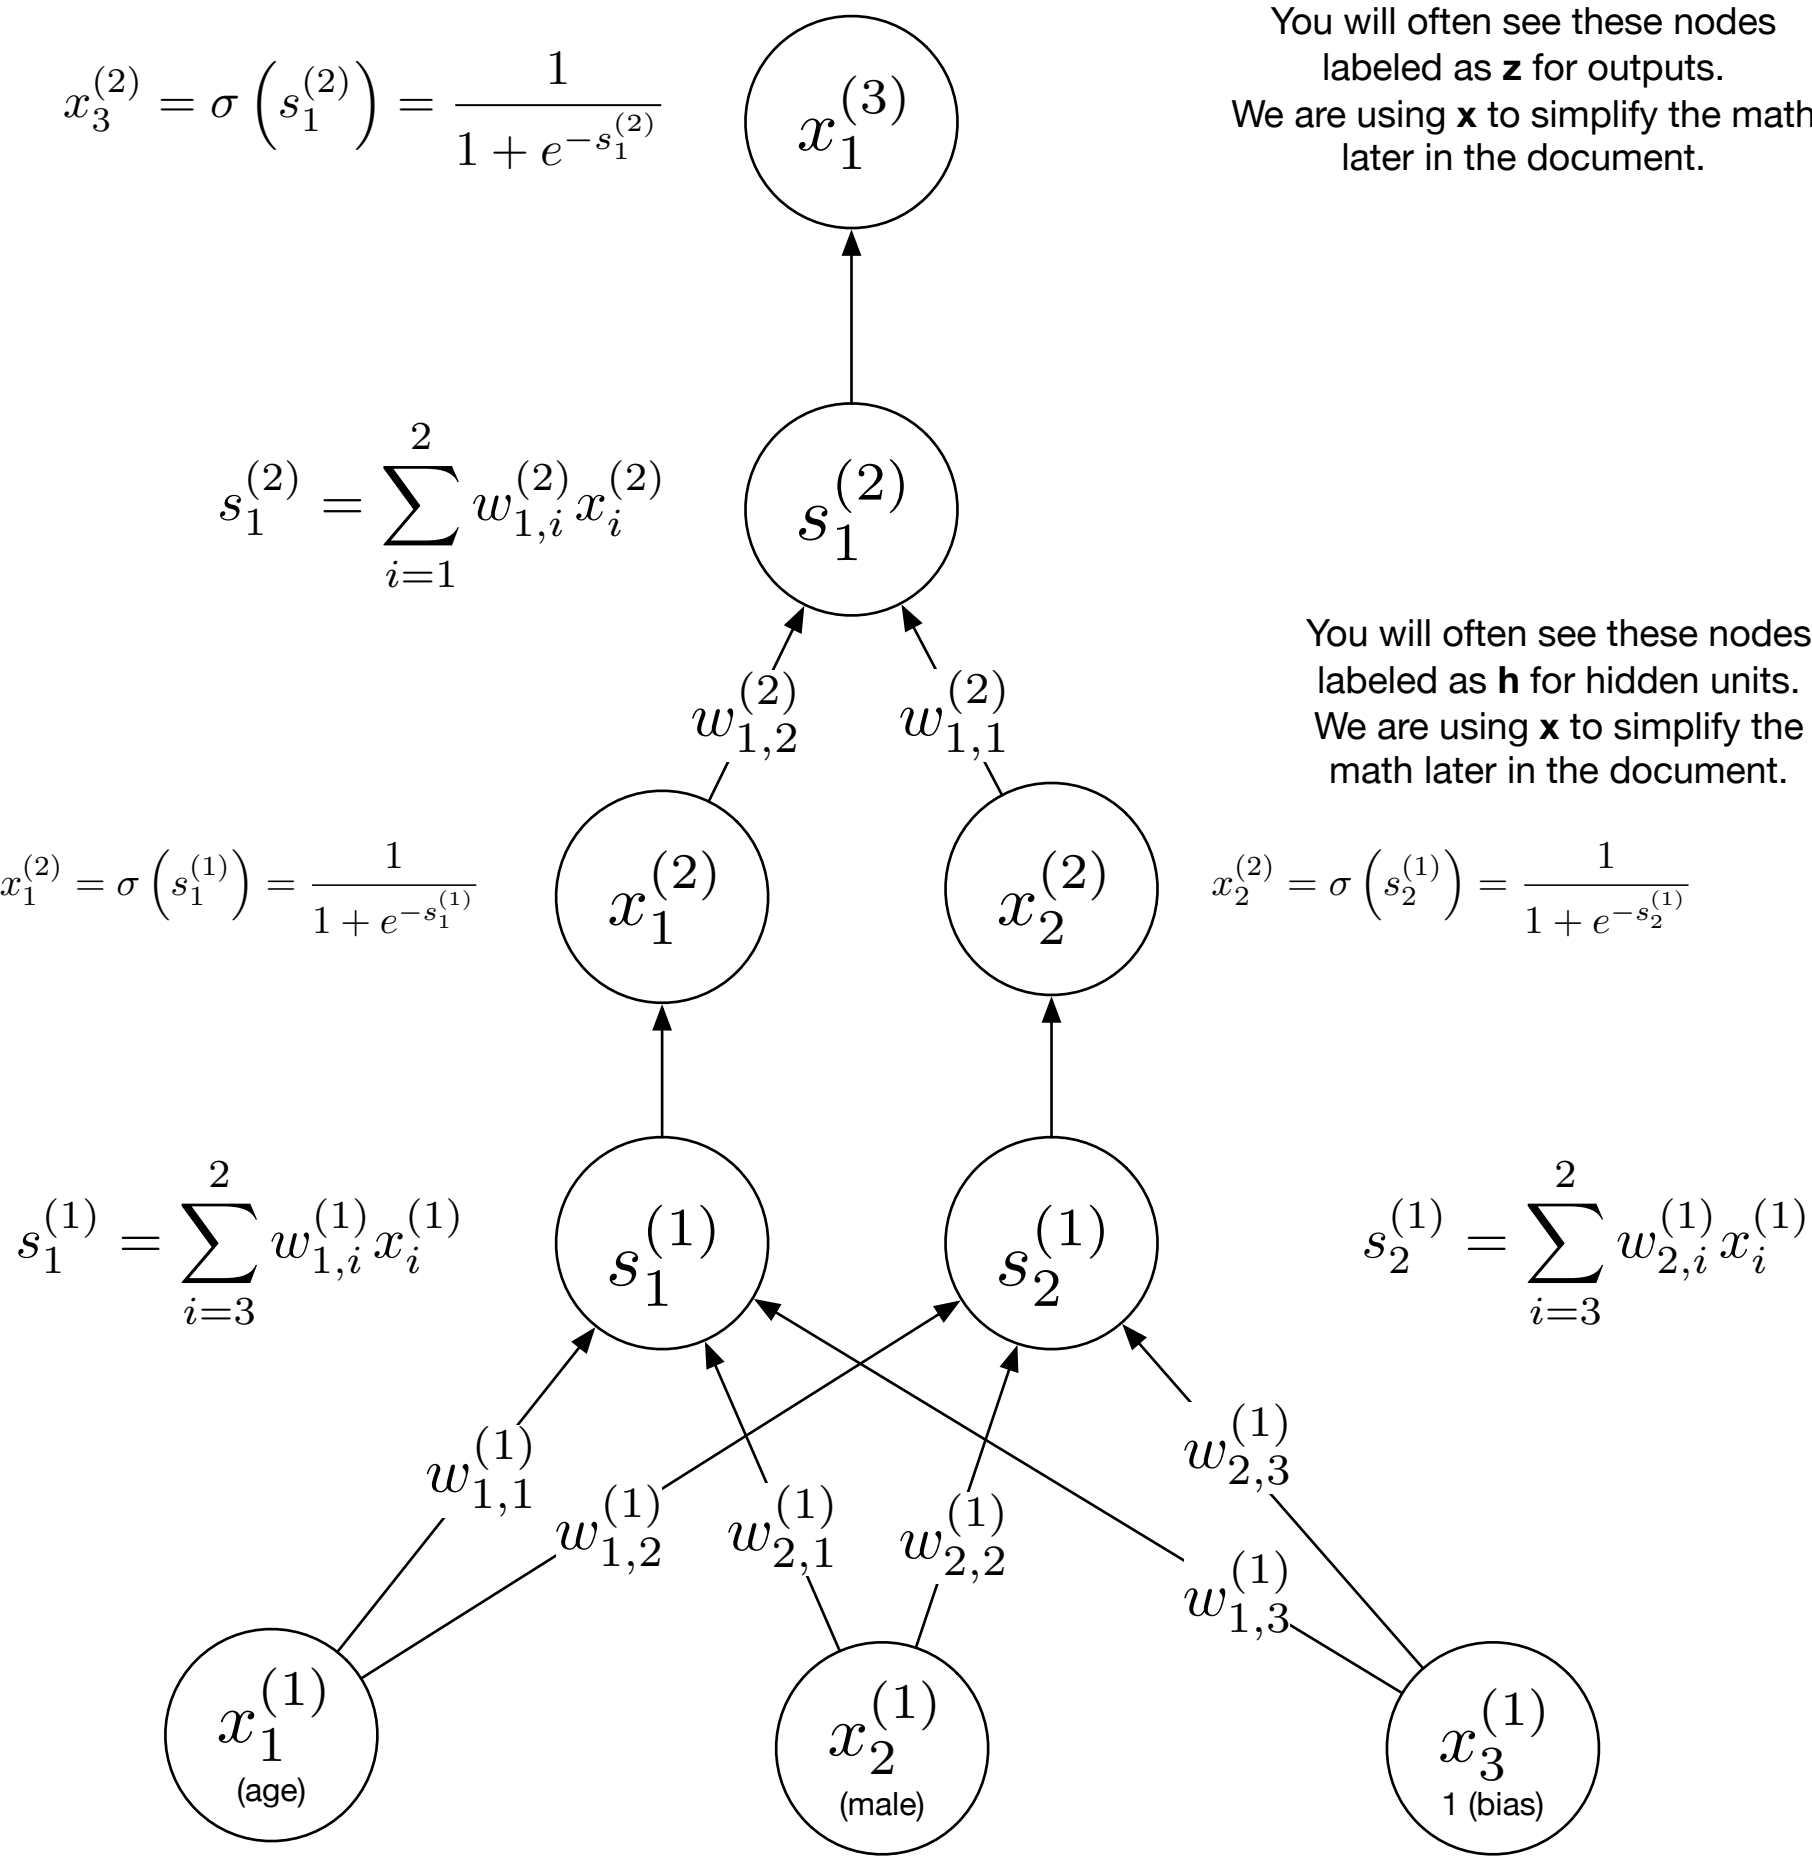 You will often see these nodes
labeled as z for outputs.
We are using x to simplify the math
later in the document.
x_3^{(2)} = σ(s_1^{(2)}) = \frac{1}{1 + e^{-s_1^{(2)}}}
x_1^{(3)}
s_1^{(2)} = \sum_{i=1}^{2} w_{1,i}^{(2)} x_i^{(2)}
s_1^{(2)}
You will often see these nodes
labeled as h for hidden units.
We are using x to simplify the
math later in the document.
w_{1,2}^{(2)}
w_{1,1}^{(2)}
x_1^{(2)} = σ(s_1^{(1)}) = \frac{1}{1 + e^{-s_1^{(1)}}}
x_1^{(2)}
x_2^{(2)}
x_2^{(2)} = σ(s_2^{(1)}) = \frac{1}{1 + e^{-s_2^{(1)}}}
s_1^{(1)} = \sum_{i=3}^{2} w_{1,i}^{(1)} x_i^{(1)}
s_1^{(1)}
s_2^{(1)}
s_2^{(1)} = \sum_{i=3}^{2} w_{2,i}^{(1)} x_i^{(1)}
w_{1,1}^{(1)}
w_{1,2}^{(1)}
w_{2,1}^{(1)}
w_{2,2}^{(1)}
w_{2,3}^{(1)}
w_{1,3}^{(1)}
x_1^{(1)}
(age)
x_2^{(1)}
(male)
x_3^{(1)}
1 (bias)